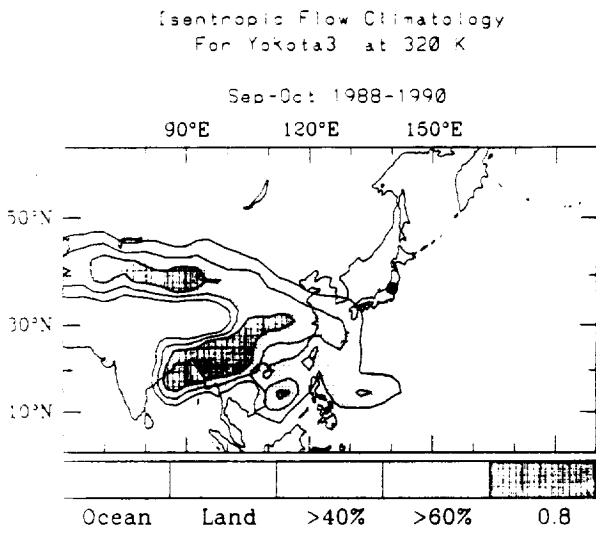 Isentropic Flow Climatology
For Yokota3 at 320 K
Sep-Oct 1988-1990
90°E 120°E 150°E
50°N
30°N
10°N
Ocean Land >40% >60% 0.8